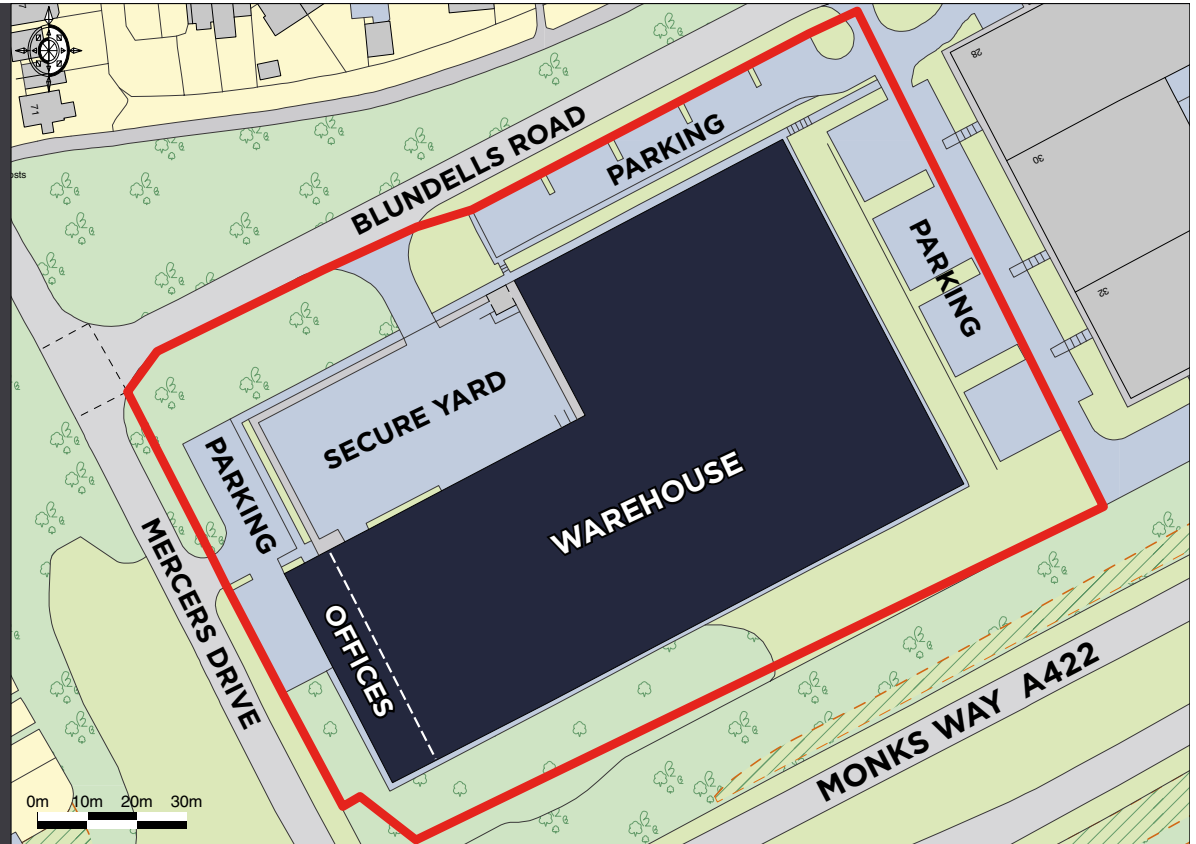 71
28
BLUNDELLS ROAD
PARKING
30
osts
PARKING
32
SECURE YARD
PARKING
WAREHOUSE
MERCERS DRIVE
OFFICES
MONKS WAY A422
0m 10m 20m 30m